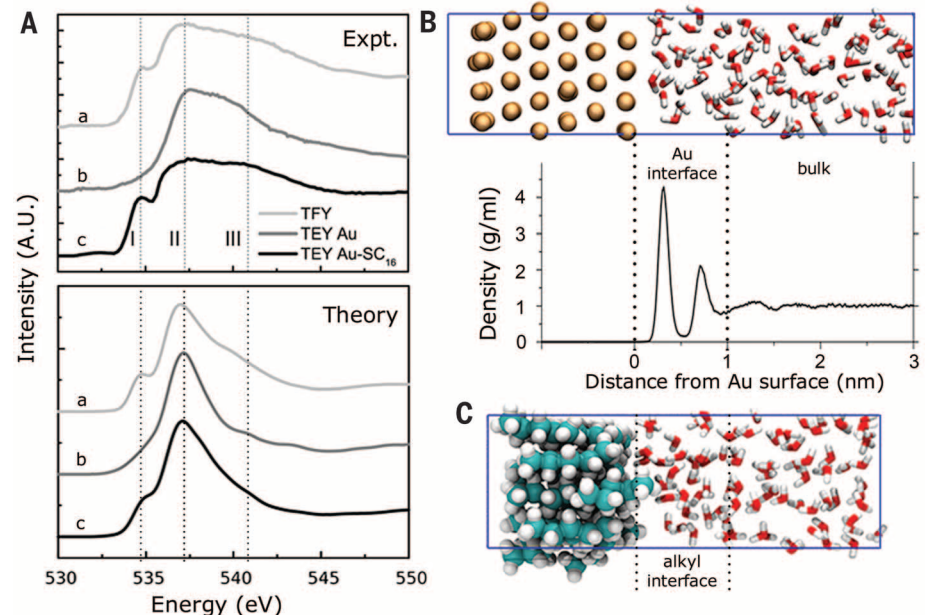 A
Expt.
a
b
c
I
II
III
TFY
TEY Au
TEY Au-SC16
Intensity (A.U.)
Theory
a
b
c
530
535
540
545
550
Energy (eV)
B
Au
interface
bulk
Density (g/ml)
4
3
2
1
0
0
1
2
3
Distance from Au surface (nm)
C
alkyl
interface